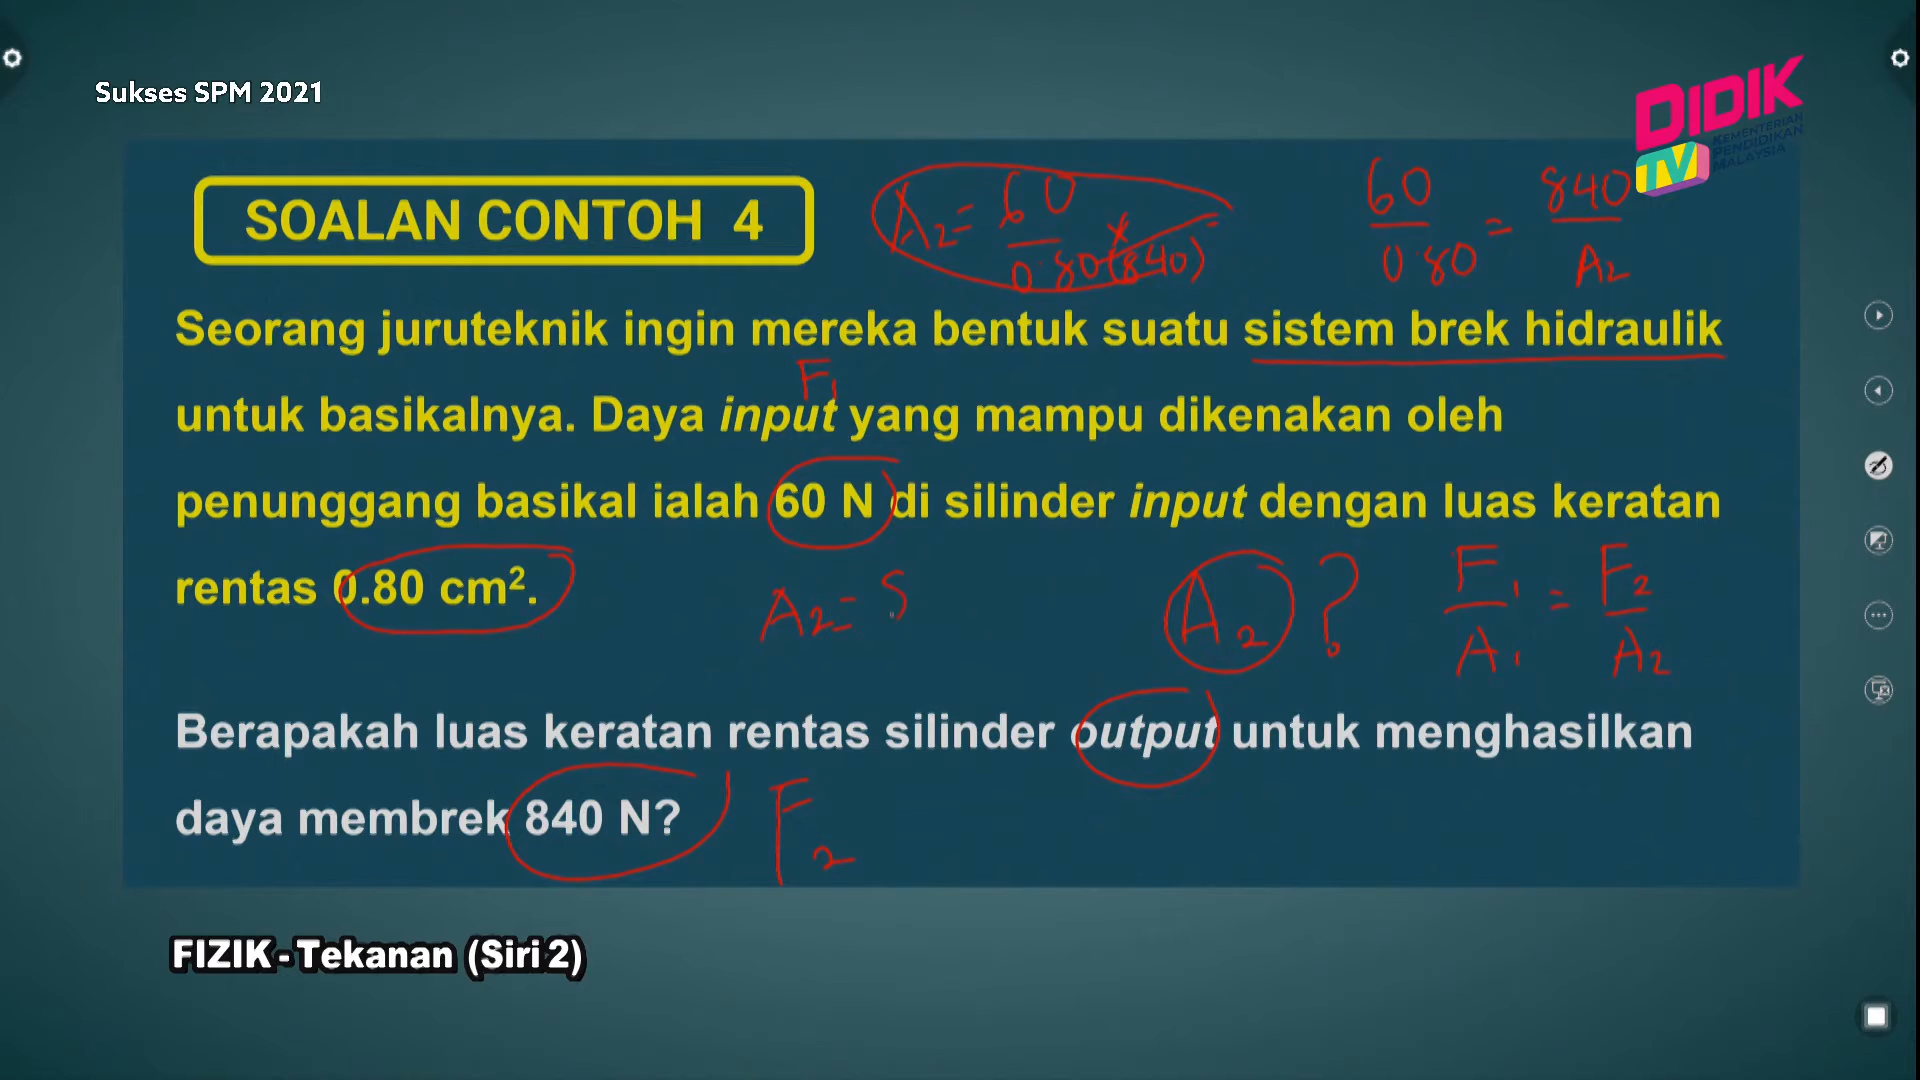 Sukses SPM 2021
DIDIK
TV
KEMENTERIAN
PENDIDIKAN
MALAYSIA
SOALAN CONTOH 4
A2 = 60 / 0.80 x (840)
60 / 0.80 = 840 / A2
Seorang juruteknik ingin mereka bentuk suatu sistem brek hidraulik
F1
untuk basikalnya. Daya input yang mampu dikenakan oleh
penunggang basikal ialah 60 N di silinder input dengan luas keratan
rentas 0.80 cm².
A2 =
A2 ?
F1 / A1 = F2 / A2
Berapakah luas keratan rentas silinder output untuk menghasilkan
daya membrek 840 N?
F2
FIZIK - Tekanan (Siri 2)